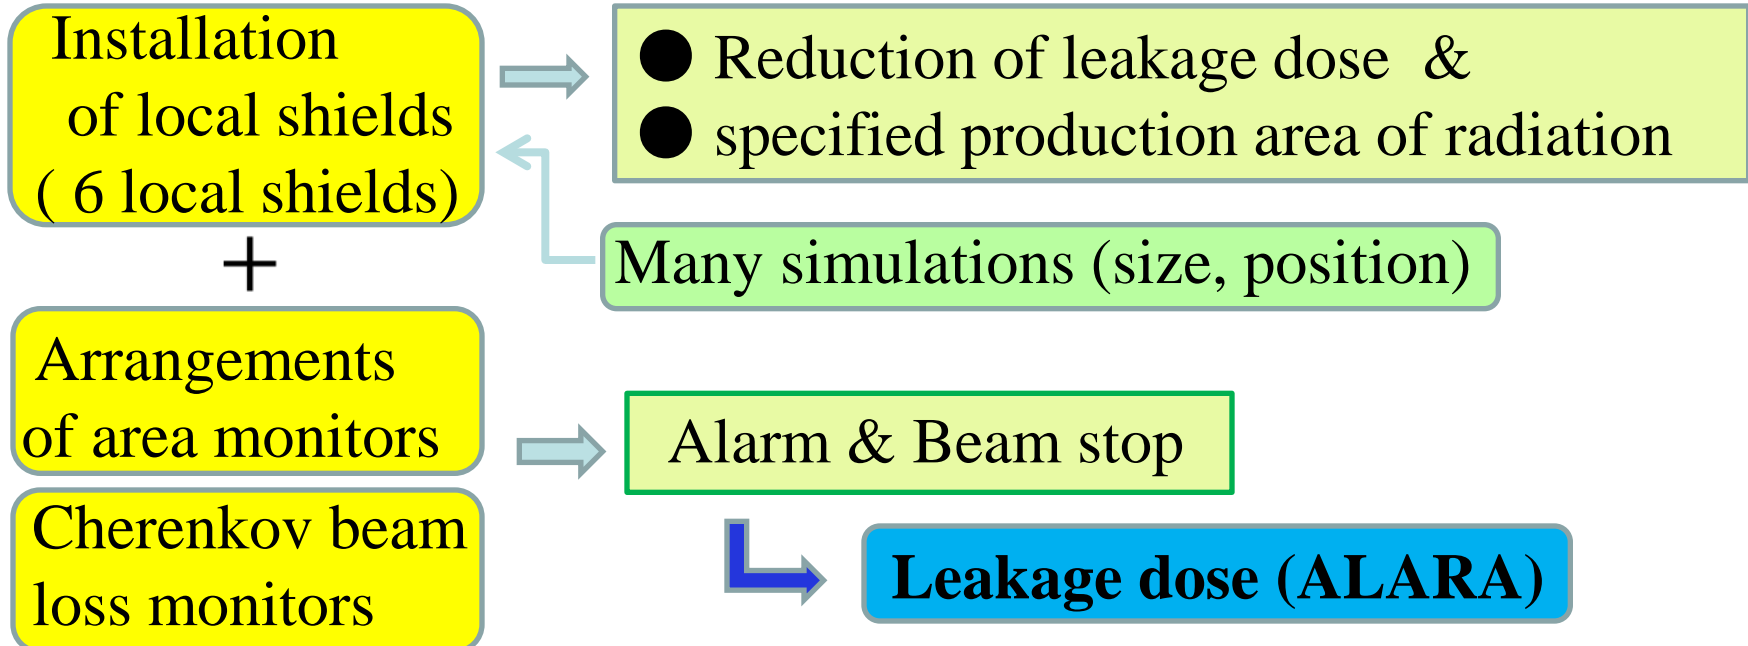 Installation
of local shields
( 6 local shields)
● Reduction of leakage dose &
● specified production area of radiation
Many simulations (size, position)
+
Arrangements
of area monitors
Alarm & Beam stop
Cherenkov beam
loss monitors
Leakage dose (ALARA)